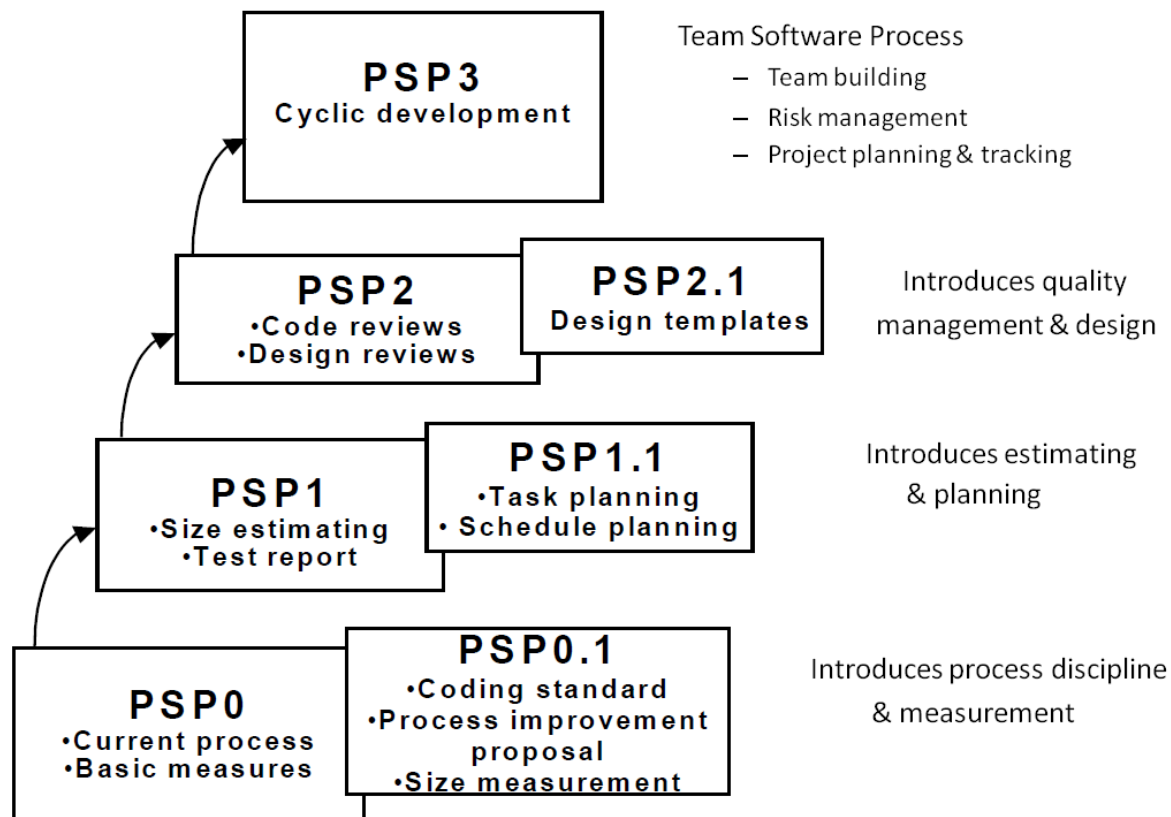 PSP3
Cyclic development
Team Software Process
– Team building
– Risk management
– Project planning & tracking
PSP2
•Code reviews
•Design reviews
PSP2.1
Design templates
Introduces quality
management & design
PSP1
•Size estimating
•Test report
PSP1.1
•Task planning
• Schedule planning
Introduces estimating
& planning
PSP0
•Current process
•Basic measures
PSP0.1
•Coding standard
•Process improvement
proposal
•Size measurement
Introduces process discipline
& measurement